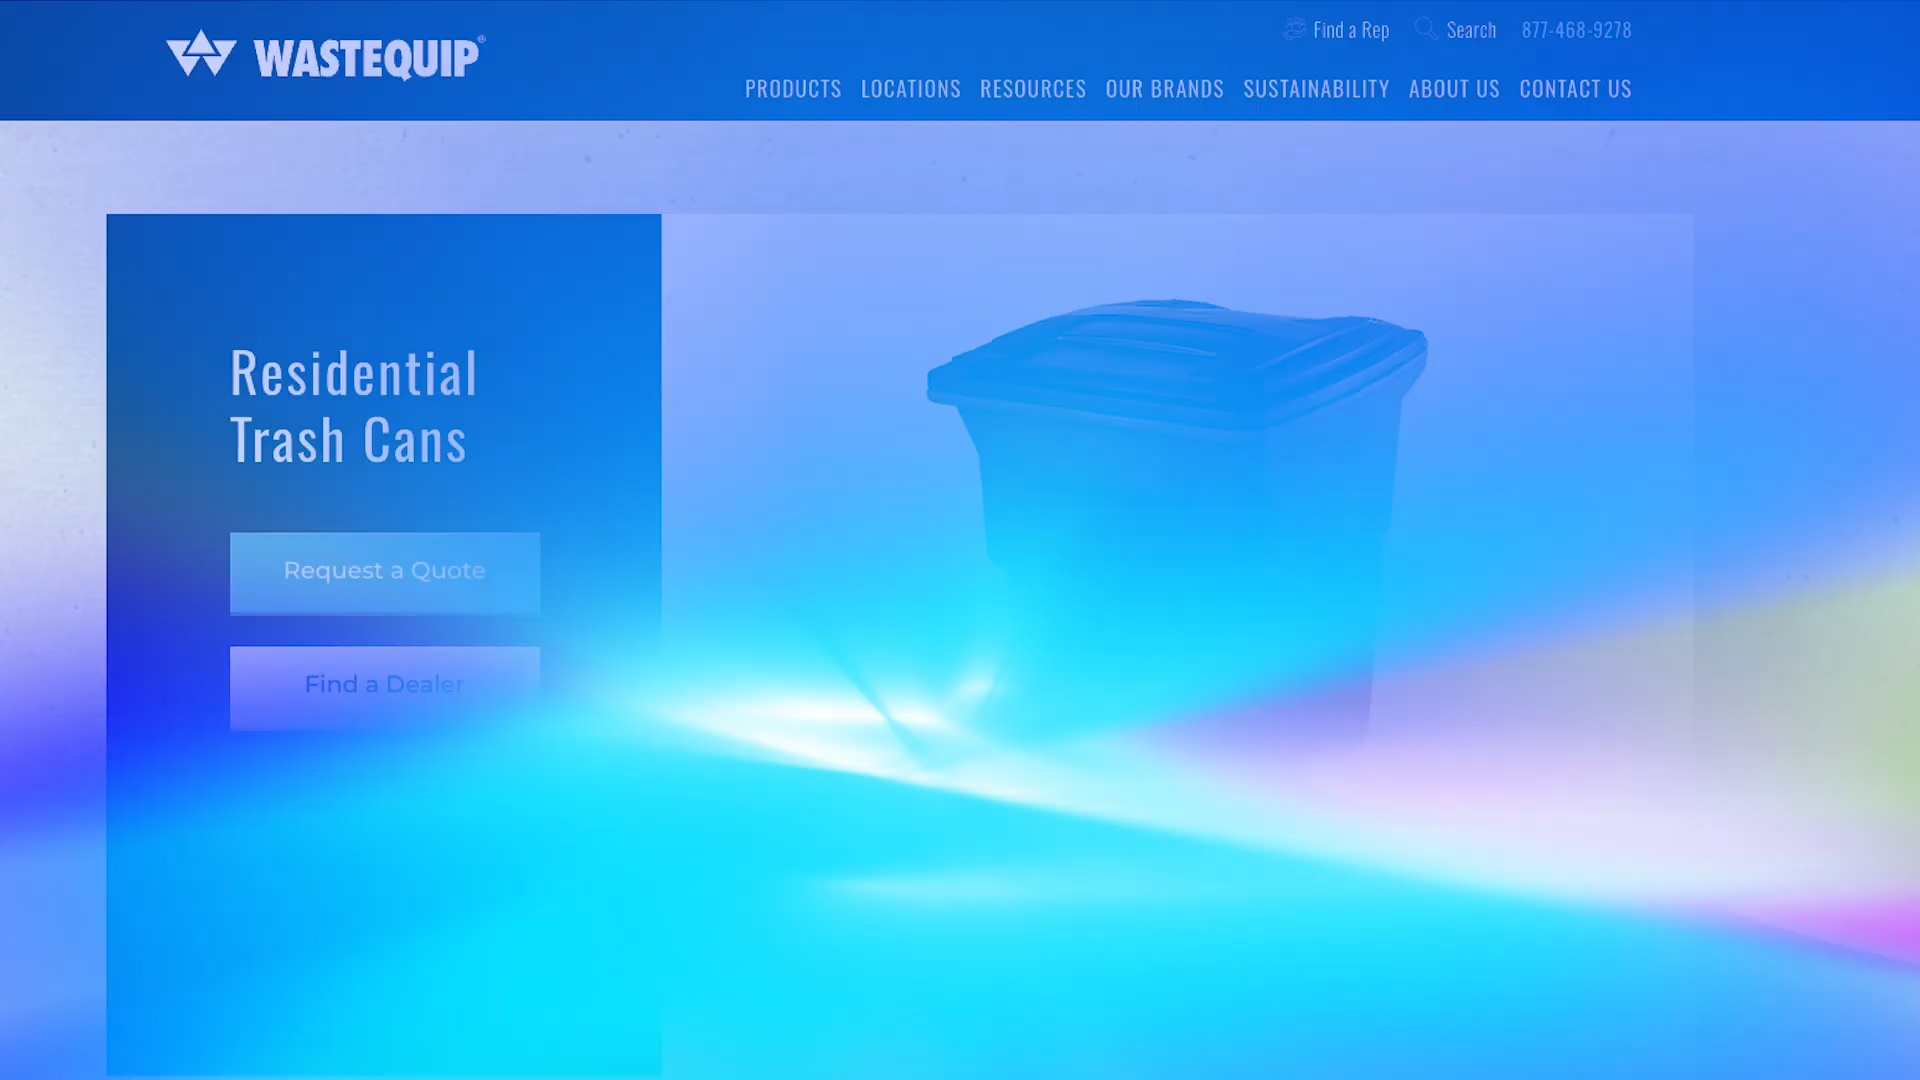 WASTEQUIP®
Find a Rep
Search
877-468-9278
PRODUCTS
LOCATIONS
RESOURCES
OUR BRANDS
SUSTAINABILITY
ABOUT US
CONTACT US
Residential
Trash Cans
Request a Quote
Find a Dealer